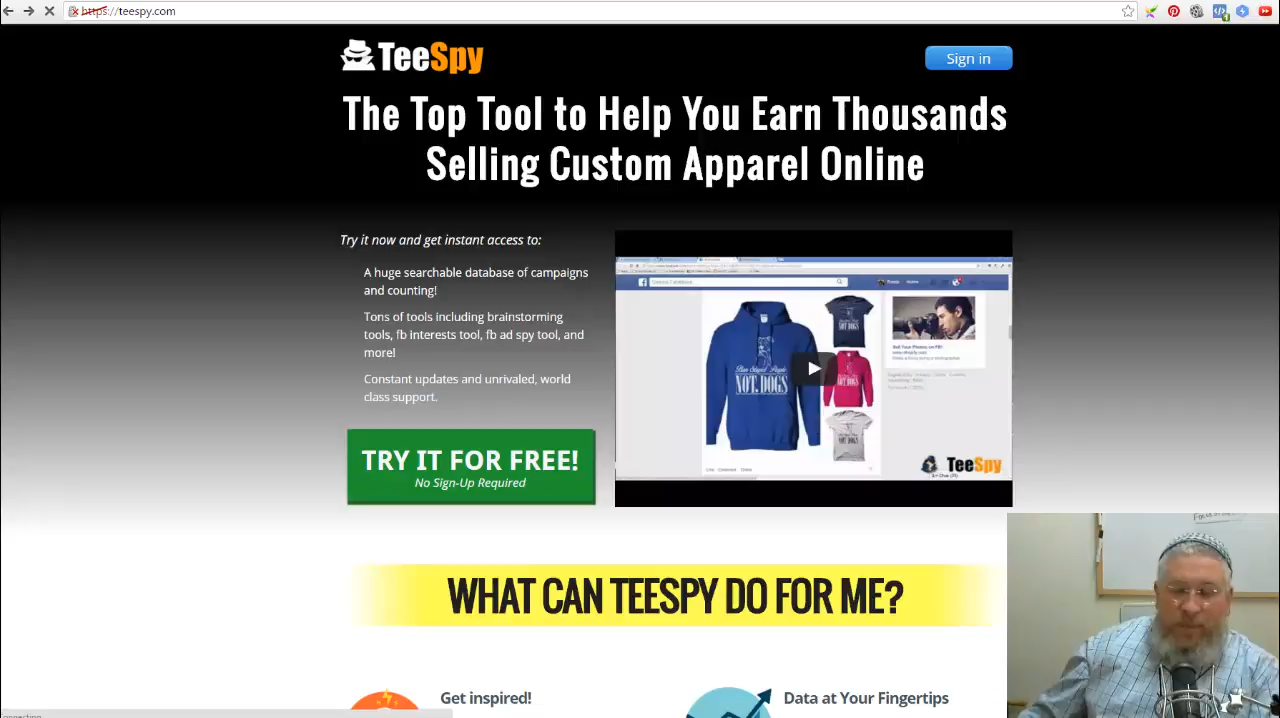 https://teespy.com
TeeSpy
Sign in
The Top Tool to Help You Earn Thousands
Selling Custom Apparel Online
Try it now and get instant access to:
A huge searchable database of campaigns
and counting!
Tons of tools including brainstorming
tools, fb interests tool, fb ad spy tool, and
more!
Constant updates and unrivaled, world
class support.
NOT. DOGS
NOT DOGS
TeeSpy
TRY IT FOR FREE!
No Sign-Up Required
WHAT CAN TEESPY DO FOR ME?
Get inspired!
Data at Your Fingertips